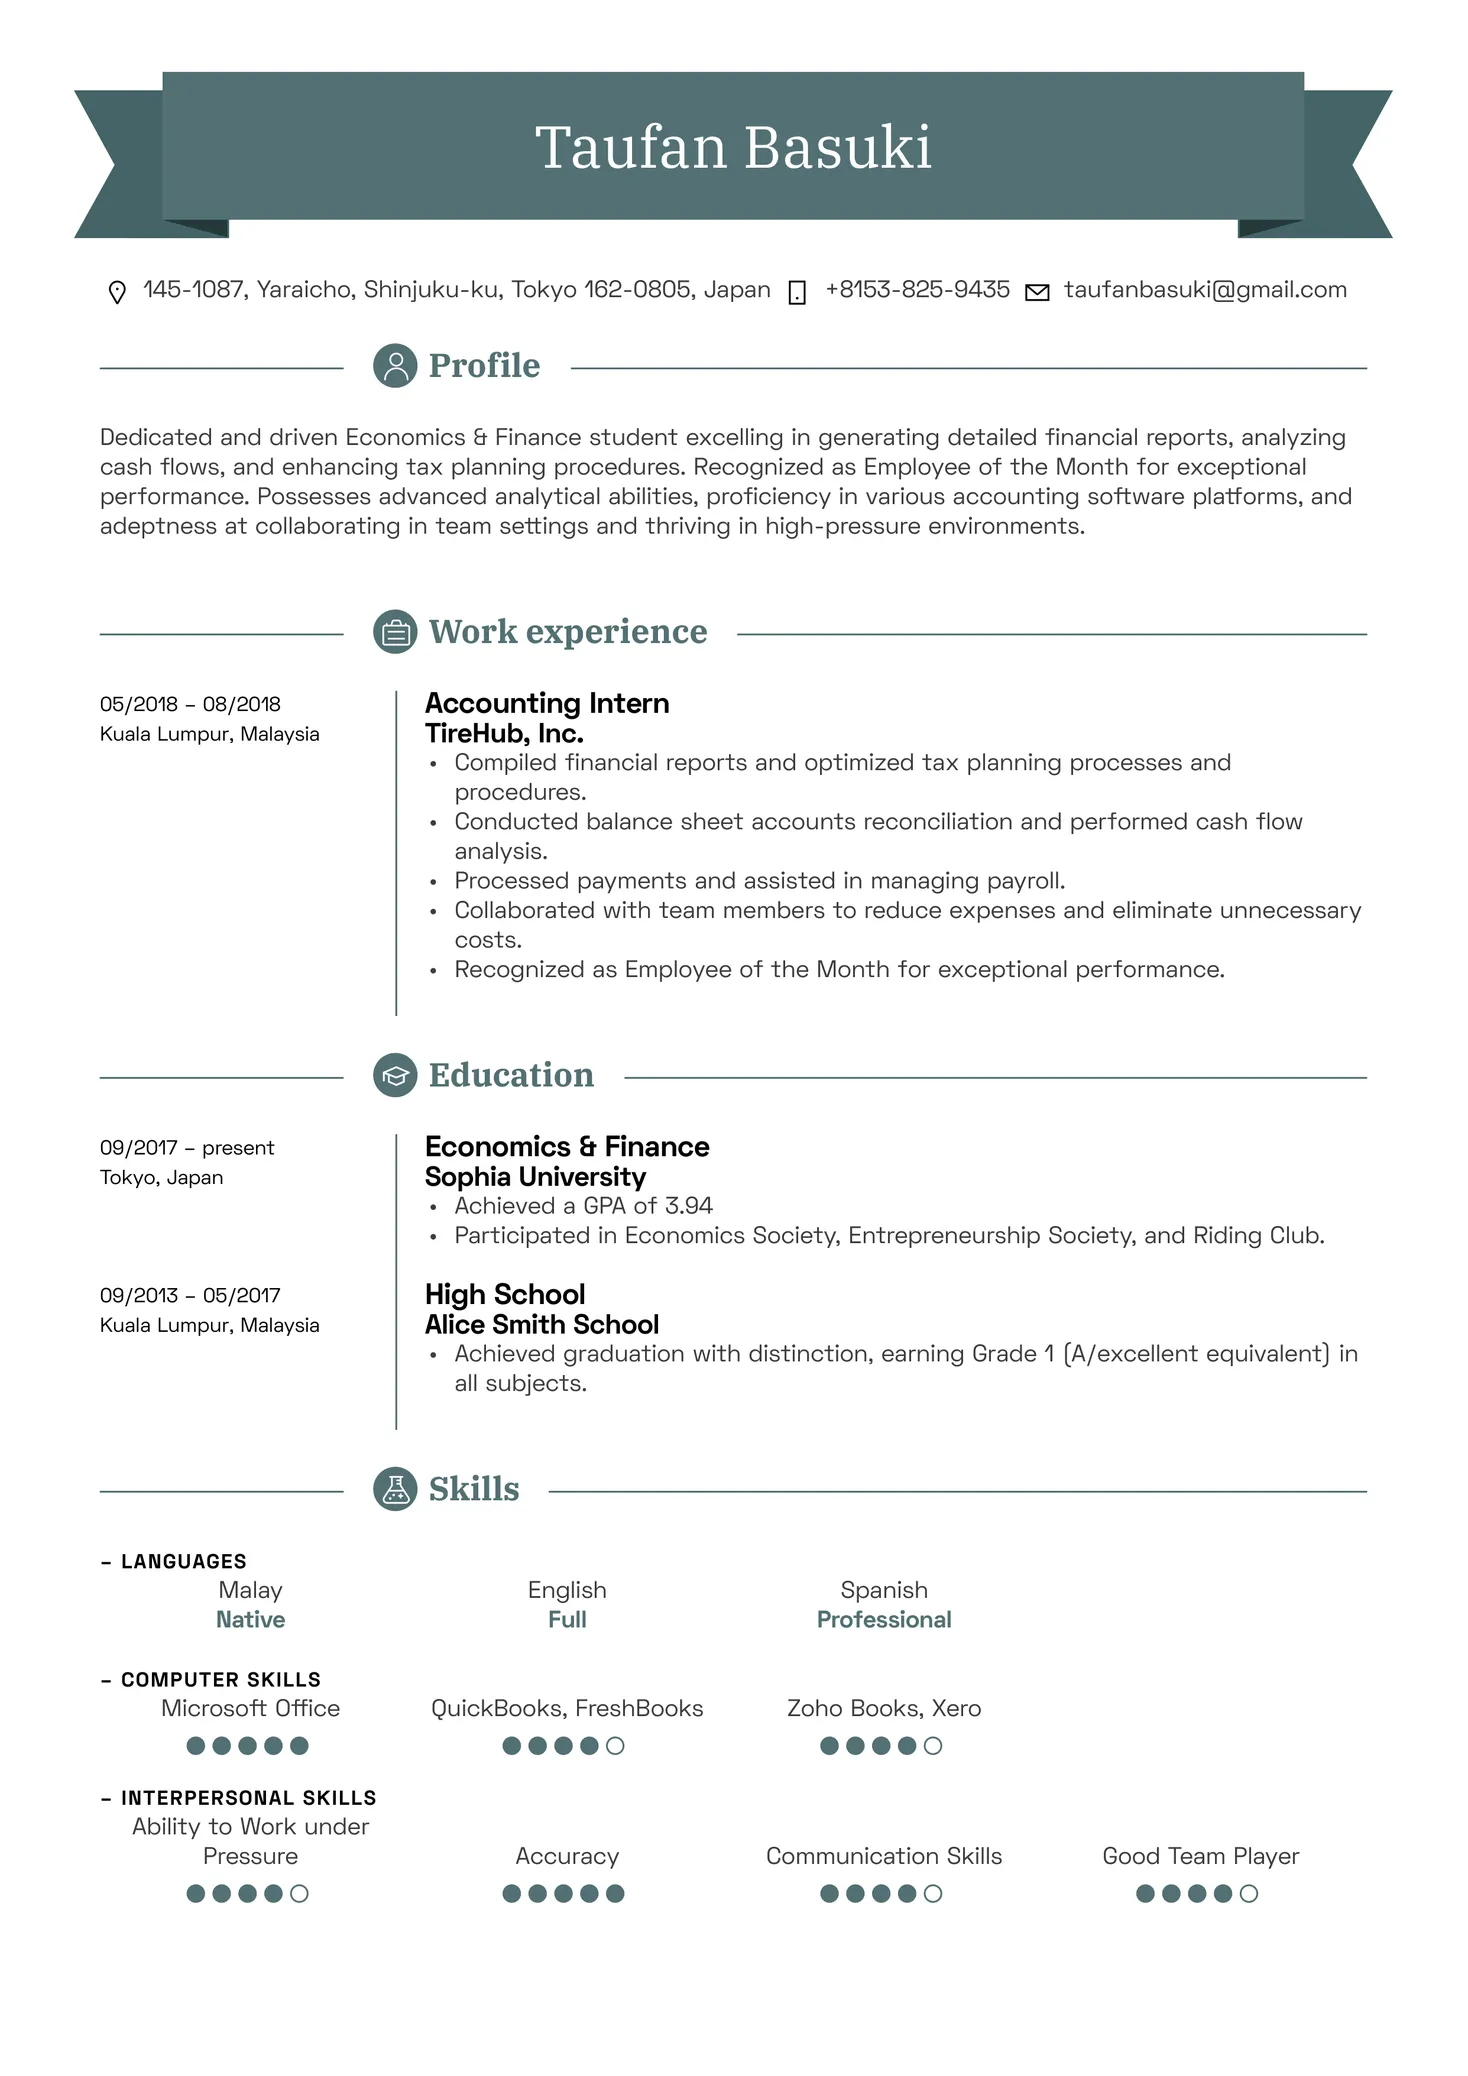 Taufan Basuki
145-1087, Yaraicho, Shinjuku-ku, Tokyo 162-0805, Japan +8153-825-9435 taufanbasuki@gmail.com
Profile
Dedicated and driven Economics & Finance student excelling in generating detailed financial reports, analyzing
cash flows, and enhancing tax planning procedures. Recognized as Employee of the Month for exceptional
performance. Possesses advanced analytical abilities, proficiency in various accounting software platforms, and
adeptness at collaborating in team settings and thriving in high-pressure environments.
Work experience
05/2018 – 08/2018
Kuala Lumpur, Malaysia
Accounting Intern
TireHub, Inc.
• Compiled financial reports and optimized tax planning processes and
procedures.
• Conducted balance sheet accounts reconciliation and performed cash flow
analysis.
• Processed payments and assisted in managing payroll.
• Collaborated with team members to reduce expenses and eliminate unnecessary
costs.
• Recognized as Employee of the Month for exceptional performance.
Education
09/2017 – present
Tokyo, Japan
Economics & Finance
Sophia University
• Achieved a GPA of 3.94
• Participated in Economics Society, Entrepreneurship Society, and Riding Club.
09/2013 – 05/2017
Kuala Lumpur, Malaysia
High School
Alice Smith School
• Achieved graduation with distinction, earning Grade 1 (A/excellent equivalent) in
all subjects.
Skills
– LANGUAGES
Malay English Spanish
Native Full Professional
– COMPUTER SKILLS
Microsoft Office QuickBooks, FreshBooks Zoho Books, Xero
– INTERPERSONAL SKILLS
Ability to Work under
Pressure Accuracy Communication Skills Good Team Player